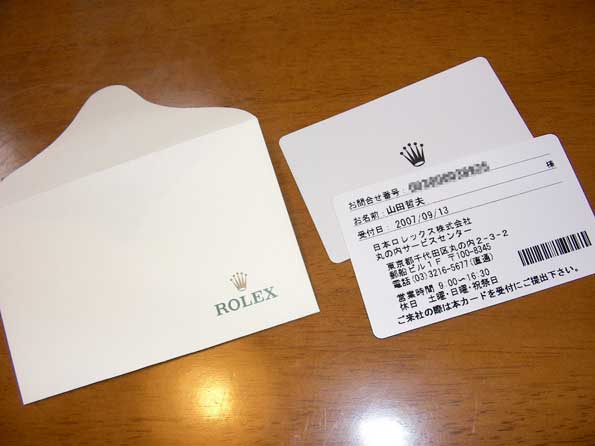 ROLEX
お問合せ番号:
お名前:山田哲夫 様
受付日:2007/09/13
日本ロレックス株式会社
丸の内サービスセンター
東京都千代田区丸の内2-3-2
郵船ビル1F 〒100-8345
電話(03)3216-5677(直通)
営業時間 9:00-16:30
休日 土曜・日曜・祝祭日
ご来社の際は本カードを受付にご提出下さい。